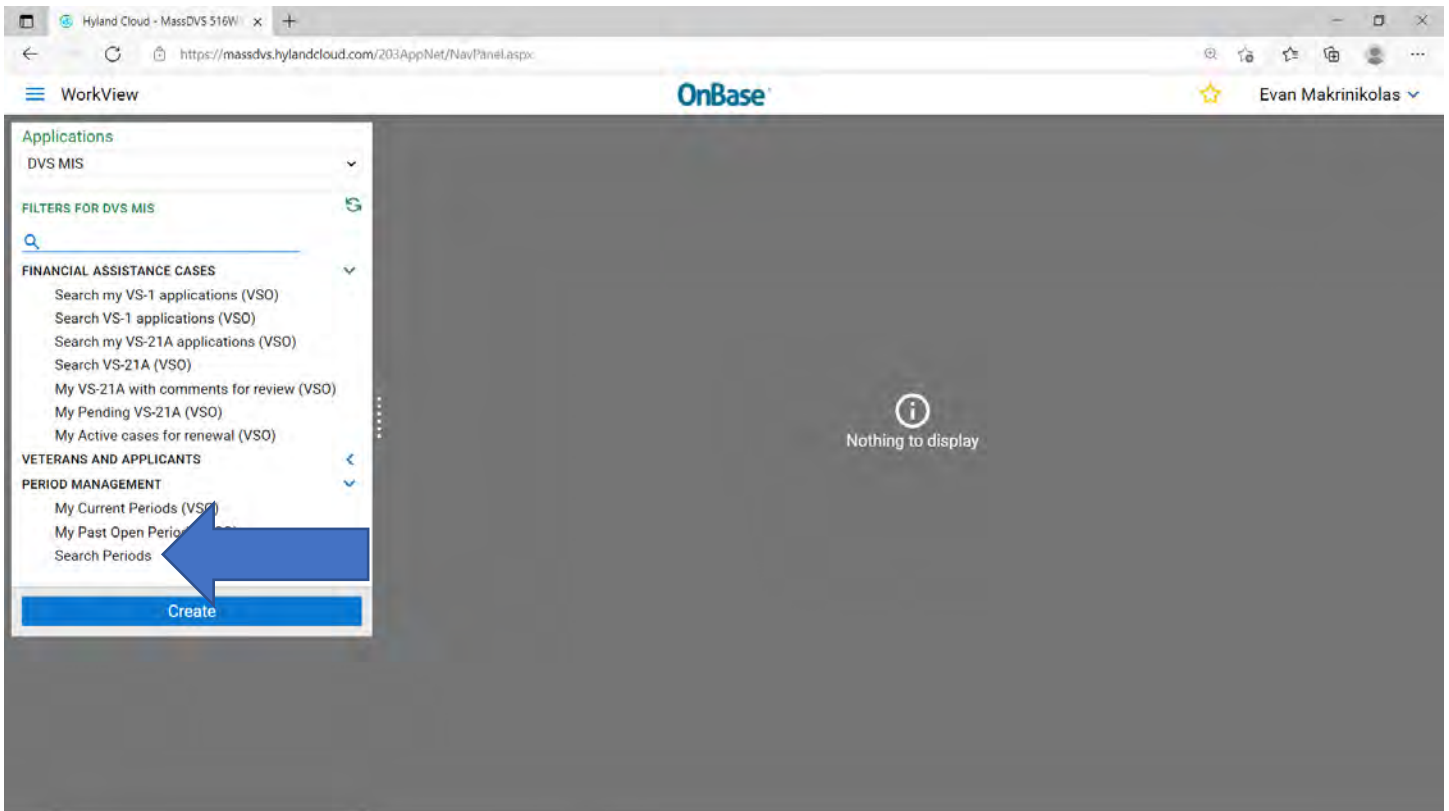 Hyland Cloud - MassDVS 516W
https://massdvs.hylandcloud.com/203AppNet/NavPanel.aspx
WorkView
OnBase
Evan Makrinikolas
Applications
DVS MIS
FILTERS FOR DVS MIS
FINANCIAL ASSISTANCE CASES
Search my VS-1 applications (VSO)
Search VS-1 applications (VSO)
Search my VS-21A applications (VSO)
Search VS-21A (VSO)
My VS-21A with comments for review (VSO)
My Pending VS-21A (VSO)
My Active cases for renewal (VSO)
VETERANS AND APPLICANTS
PERIOD MANAGEMENT
My Current Periods (VSO)
My Past Open
Search Periods
Create
Nothing to display